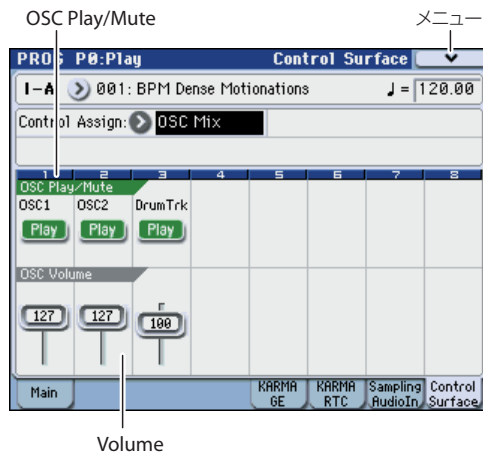 OSC Play/Mute
メニュー
PROG P0:Play Control Surface
I-A 001: BPM Dense Motionations ♩= 120.00
Control Assign: OSC Mix
1 2 3 4 5 6 7 8
OSC Play/Mute
OSC1 OSC2 DrumTrk
Play Play Play
OSC Volume
127 127 100
Main KARMA GE KARMA RTC Sampling AudioIn Control Surface
Volume